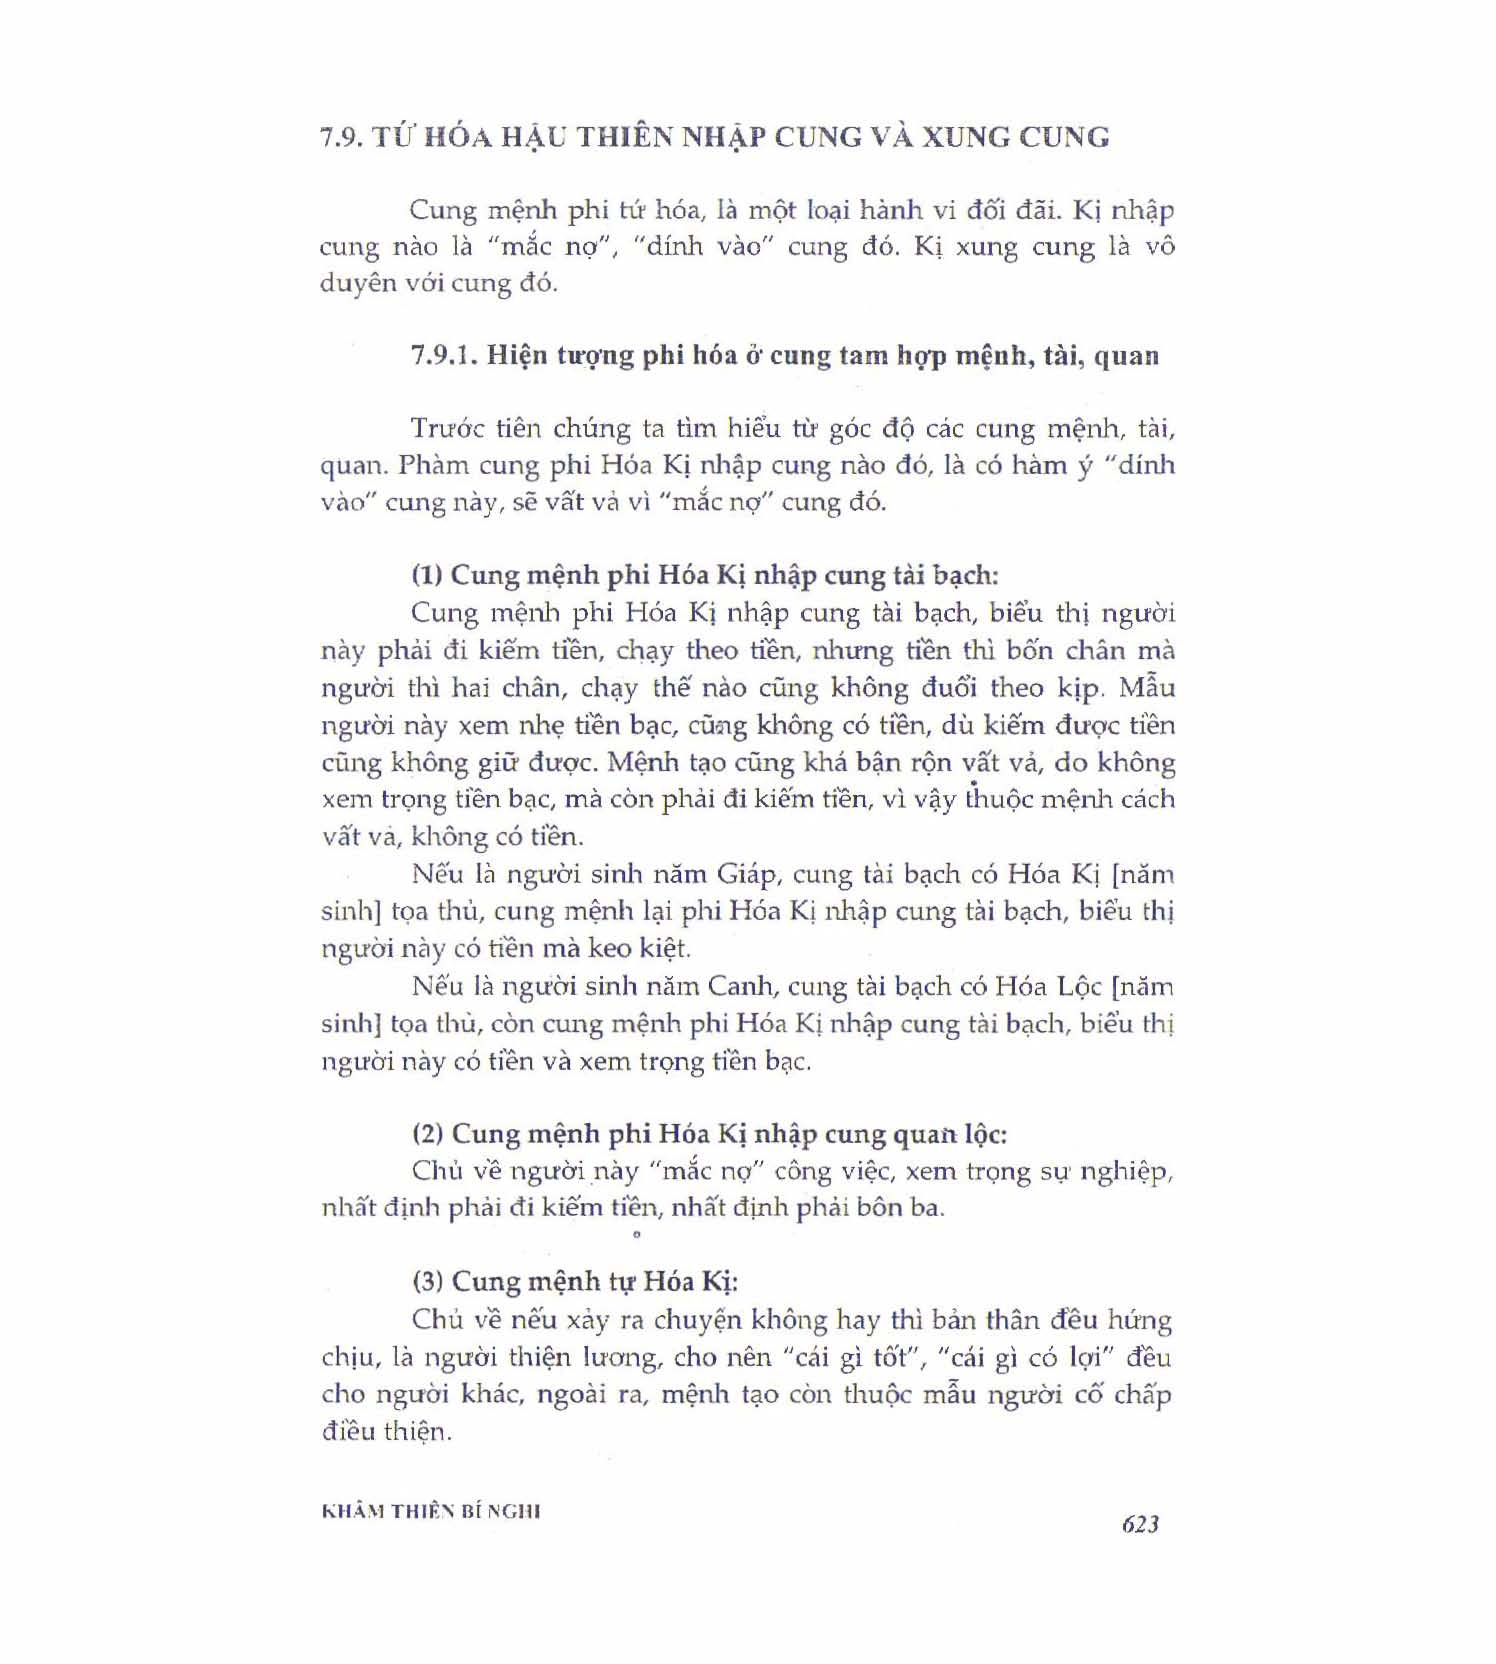 7.9. TỨ HÓA HẬU THIÊN NHẬP CUNG VÀ XUNG CUNG
Cung mệnh phi tứ hóa, là một loại hành vi đối đãi. Kị nhập
cung nào là "mắc nợ", "dính vào" cung đó. Kị xung cung là vô
duyên với cung đó.
7.9.1. Hiện tượng phi hóa ở cung tam hợp mệnh, tài, quan
Trước tiên chúng ta tìm hiểu từ góc độ các cung mệnh, tài,
quan. Phàm cung phi Hóa Kị nhập cung nào đó, là có hàm ý "dính
vào" cung này, sẽ vất vả vì "mắc nợ" cung đó.
(1) Cung mệnh phi Hóa Kị nhập cung tài bạch:
Cung mệnh phi Hóa Kị nhập cung tài bạch, biểu thị người
này phải đi kiếm tiền, chạy theo tiền, nhưng tiền thì bốn chân mà
người thì hai chân, chạy thế nào cũng không đuổi theo kịp. Mẫu
người này xem nhẹ tiền bạc, cũng không có tiền, dù kiếm được tiền
cũng không giữ được. Mệnh tạo cũng khá bận rộn vất vả, do không
xem trọng tiền bạc, mà còn phải đi kiếm tiền, vì vậy thuộc mệnh cách
vất vả, không có tiền.
Nếu là người sinh năm Giáp, cung tài bạch có Hóa Kị [năm
sinh] tọa thủ, cung mệnh lại phi Hóa Kị nhập cung tài bạch, biểu thị
người này có tiền mà keo kiệt.
Nếu là người sinh năm Canh, cung tài bạch có Hóa Lộc [năm
sinh] tọa thủ, còn cung mệnh phi Hóa Kị nhập cung tài bạch, biểu thị
người này có tiền và xem trọng tiền bạc.
(2) Cung mệnh phi Hóa Kị nhập cung quan lộc:
Chủ về người này "mắc nợ" công việc, xem trọng sự nghiệp,
nhất định phải đi kiếm tiền, nhất định phải bôn ba.
(3) Cung mệnh tự Hóa Kị:
Chủ về nếu xảy ra chuyện không hay thì bản thân đều hứng
chịu, là người thiện lương, cho nên "cái gì tốt", "cái gì có lợi" đều
cho người khác, ngoài ra, mệnh tạo còn thuộc mẫu người cố chấp
điều thiện.
KHÂM THIÊN BÍ NGHI
623